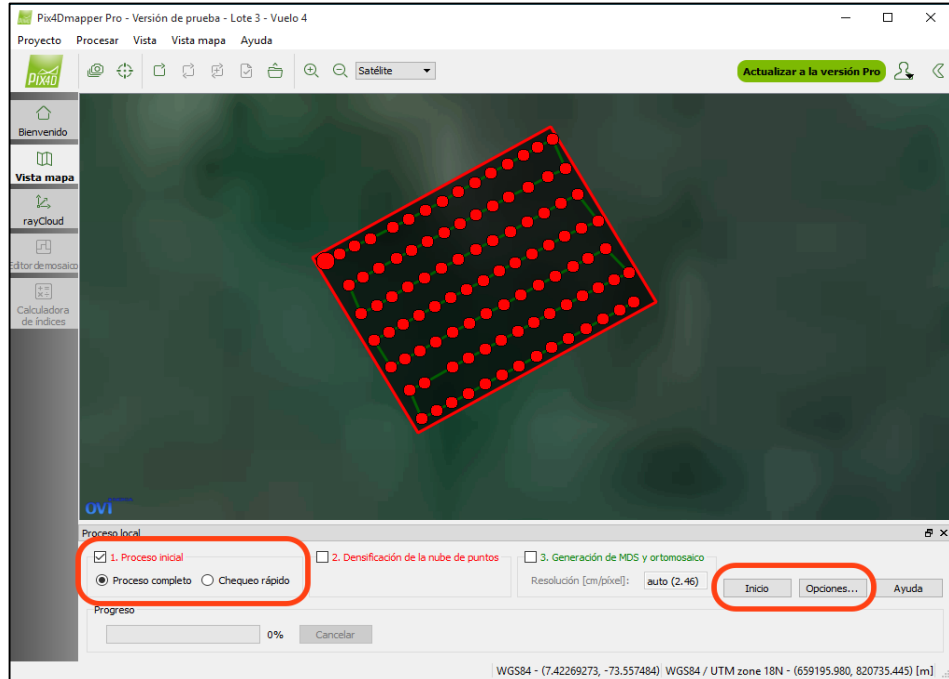 Pix4Dmapper Pro - Versión de prueba - Lote 3 - Vuelo 4
Proyecto Procesar Vista Vista mapa Ayuda
PIX4D Satélite Actualizar a la versión Pro
Bienvenido
Vista mapa
rayCloud
Editor de mosaico
Calculadora
de índices
ovi
Proceso local
1. Proceso inicial 2. Densificación de la nube de puntos 3. Generación de MDS y ortomosaico
Proceso completo Chequeo rápido Resolución [cm/píxel]: auto (2.46) Inicio Opciones... Ayuda
Progreso
0% Cancelar
WGS84 - (7.42269273, -73.557484) WGS84 / UTM zone 18N - (659195.980, 820735.445) [m]